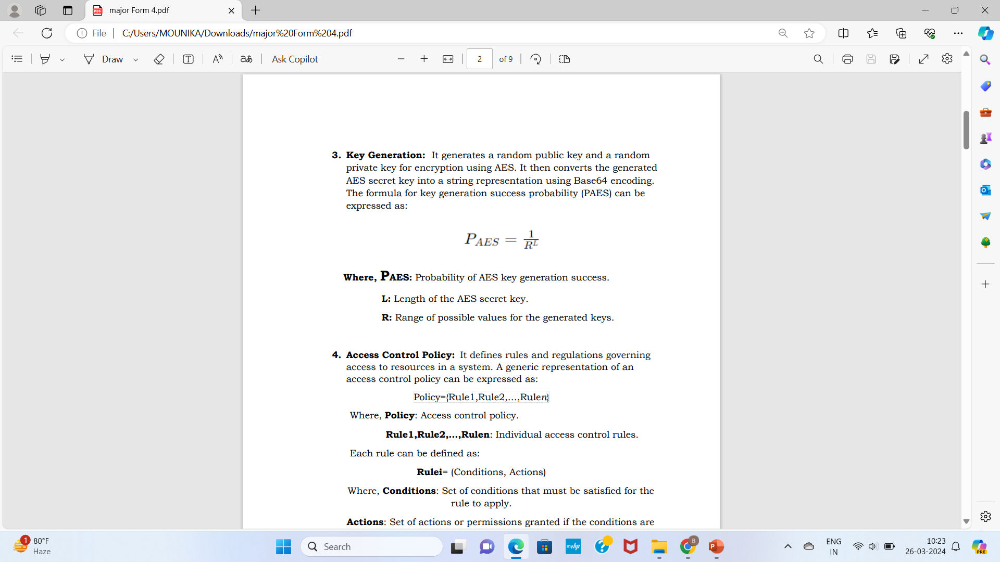 major Form 4.pdf
File
C:/Users/MOUNIKA/Downloads/major%20Form%204.pdf
Draw
aあ
Ask Copilot
2
of 9
3. Key Generation: It generates a random public key and a random
private key for encryption using AES. It then converts the generated
AES secret key into a string representation using Base64 encoding.
The formula for key generation success probability (PAES) can be
expressed as:
P_AES = 1/R^L
Where, PAES: Probability of AES key generation success.
L: Length of the AES secret key.
R: Range of possible values for the generated keys.
4. Access Control Policy: It defines rules and regulations governing
access to resources in a system. A generic representation of an
access control policy can be expressed as:
Policy={Rule1,Rule2,…,Rulen}
Where, Policy: Access control policy.
Rule1,Rule2,…,Rulen: Individual access control rules.
Each rule can be defined as:
Rulei= (Conditions, Actions)
Where, Conditions: Set of conditions that must be satisfied for the
rule to apply.
Actions: Set of actions or permissions granted if the conditions are
1
80°F
Haze
Search
myhp
B
P
ENG
IN
10:23
26-03-2024
PRE